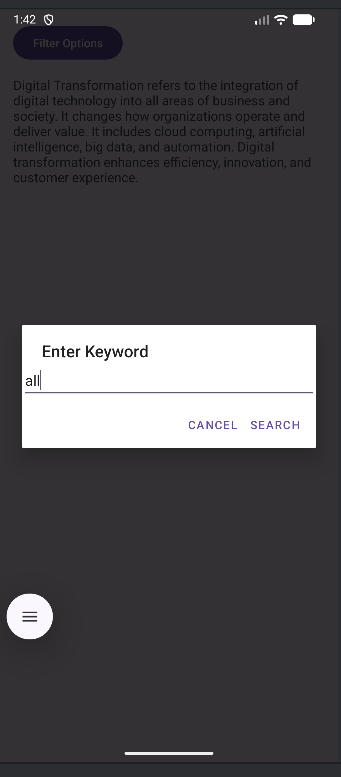 1:42
Filter Options
Digital Transformation refers to the integration of
digital technology into all areas of business and
society. It changes how organizations operate and
deliver value. It includes cloud computing, artificial
intelligence, big data, and automation. Digital
transformation enhances efficiency, innovation, and
customer experience.
Enter Keyword
all
CANCEL SEARCH